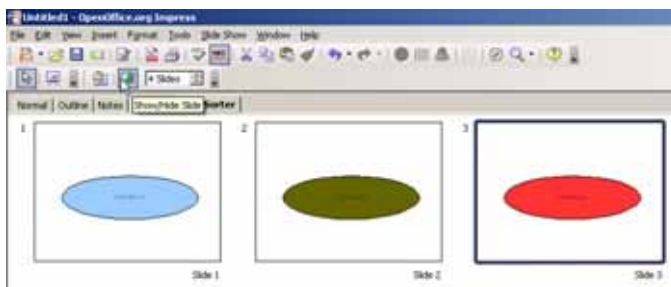 Untitled1 - OpenOffice.org Impress
File Edit View Insert Format Tools Slide Show Window Help
4 Slides
Normal Outline Notes Show/Hide Slide Sorter
1 2 3
Slide 1 Slide 2 Slide 3